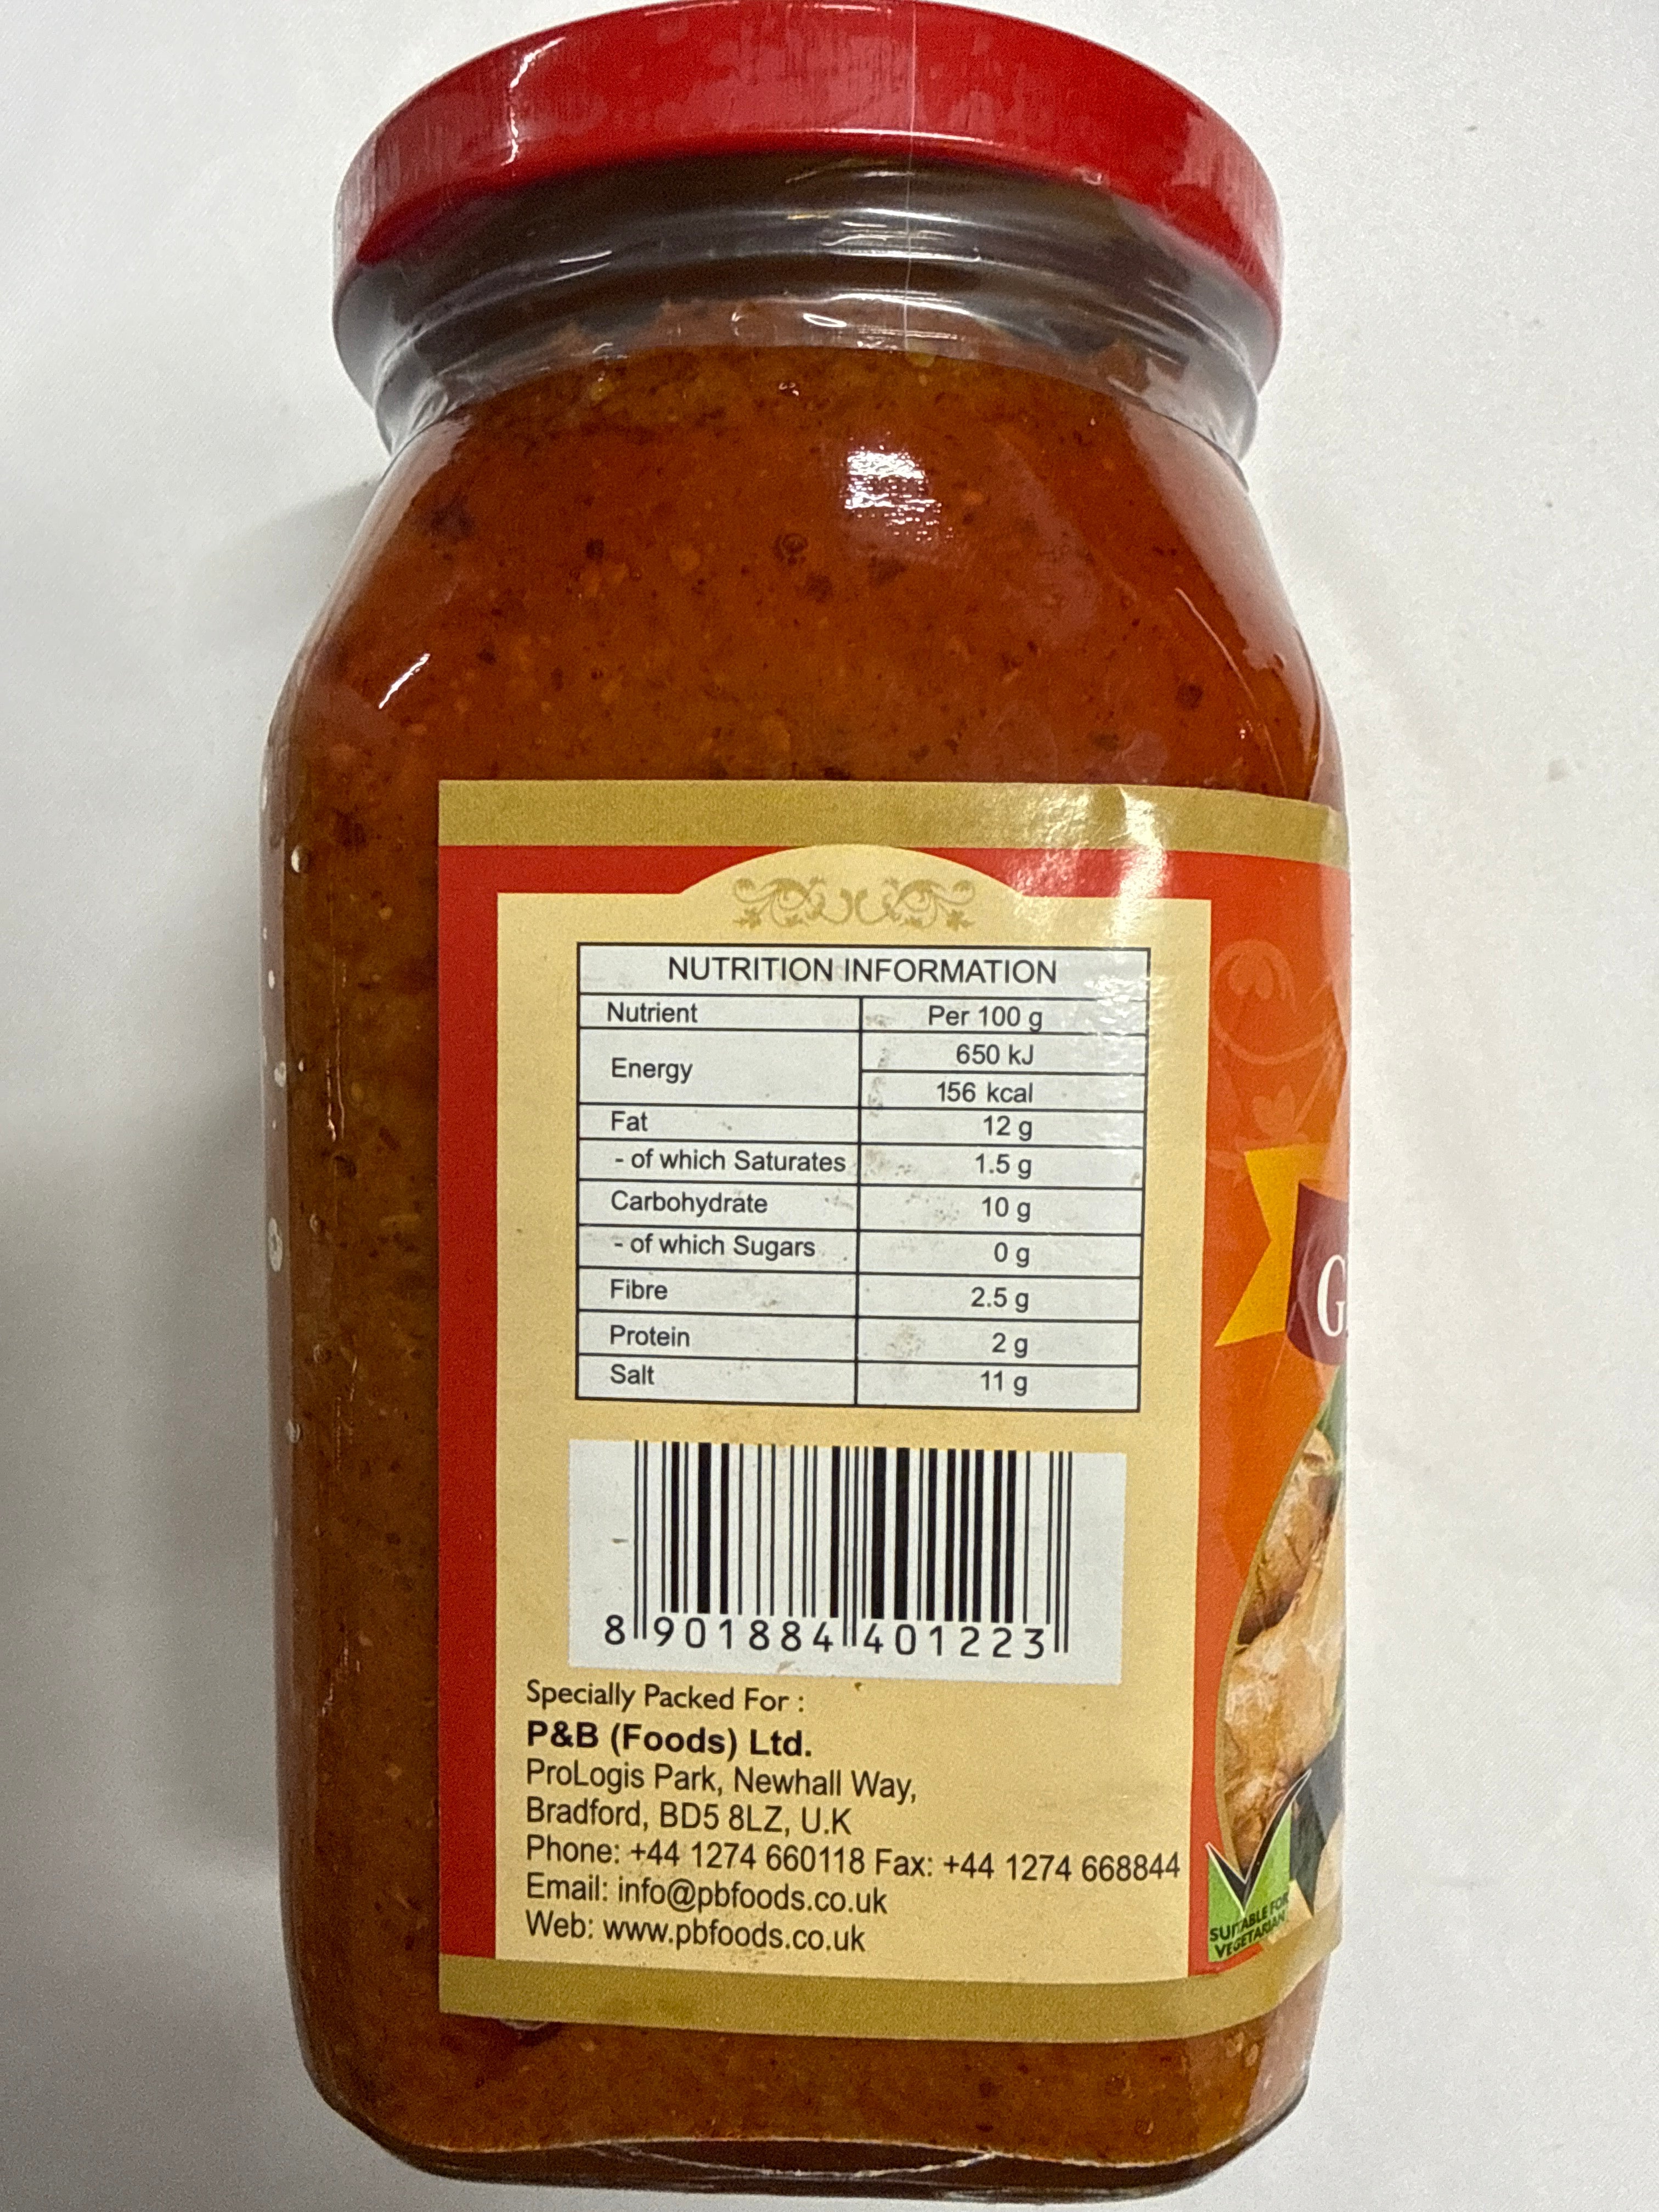 NUTRITION INFORMATION
Nutrient Per 100 g
Energy 650 kJ
156 kcal
Fat 12 g
- of which Saturates 1.5 g
Carbohydrate 10 g
- of which Sugars 0 g
Fibre 2.5 g
Protein 2 g
Salt 11 g
8 901884 401223
Specially Packed For :
P&B (Foods) Ltd.
ProLogis Park, Newhall Way,
Bradford, BD5 8LZ, U.K
Phone: +44 1274 660118 Fax: +44 1274 668844
Email: info@pbfoods.co.uk
Web: www.pbfoods.co.uk
G
SUITABLE FOR
VEGETARIAN